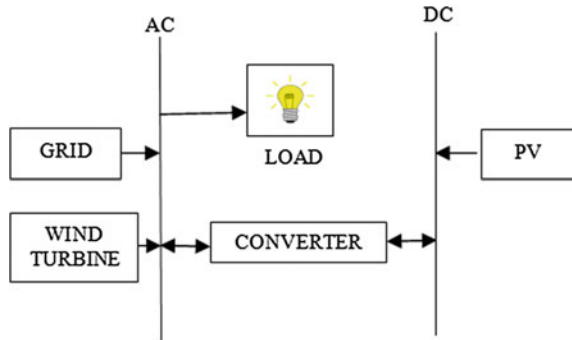 AC
DC
GRID
LOAD
PV
WIND
TURBINE
CONVERTER